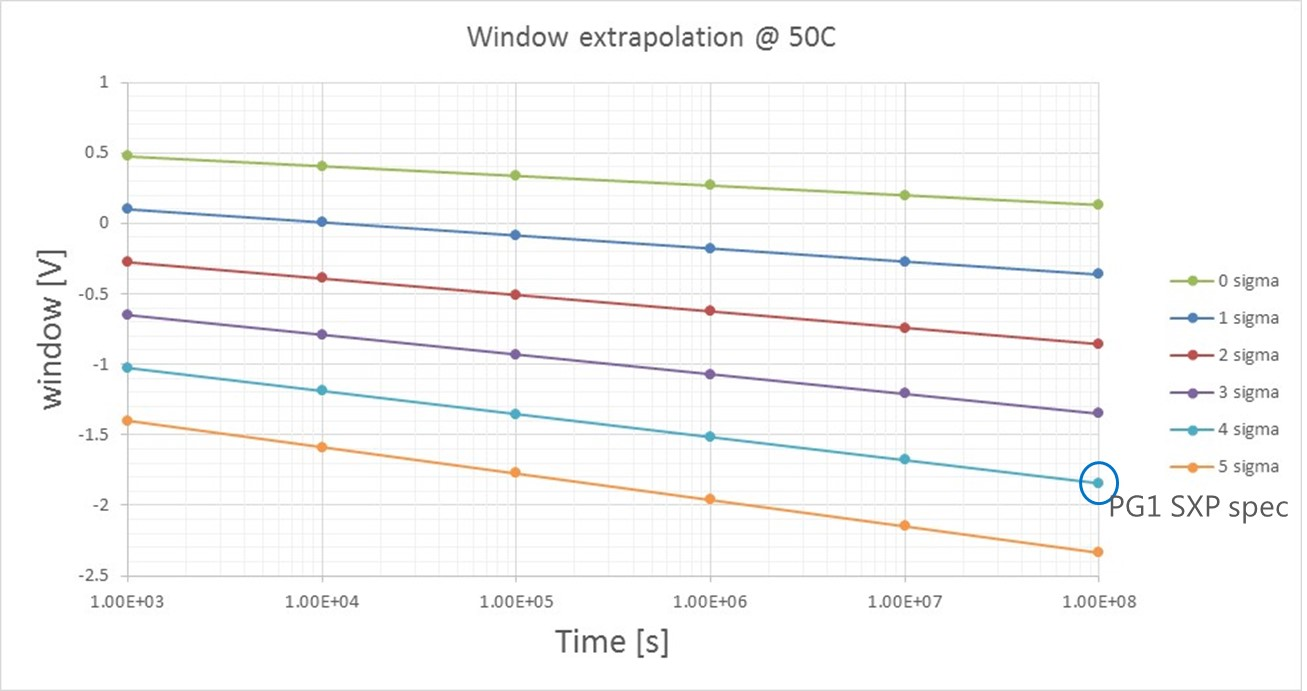 Window extrapolation @ 50C
1
0.5
0
-0.5
-1
-1.5
-2
-2.5
window [V]
1.00E+03
1.00E+04
1.00E+05
1.00E+06
1.00E+07
1.00E+08
Time [s]
0 sigma
1 sigma
2 sigma
3 sigma
4 sigma
5 sigma
PG1 SXP spec